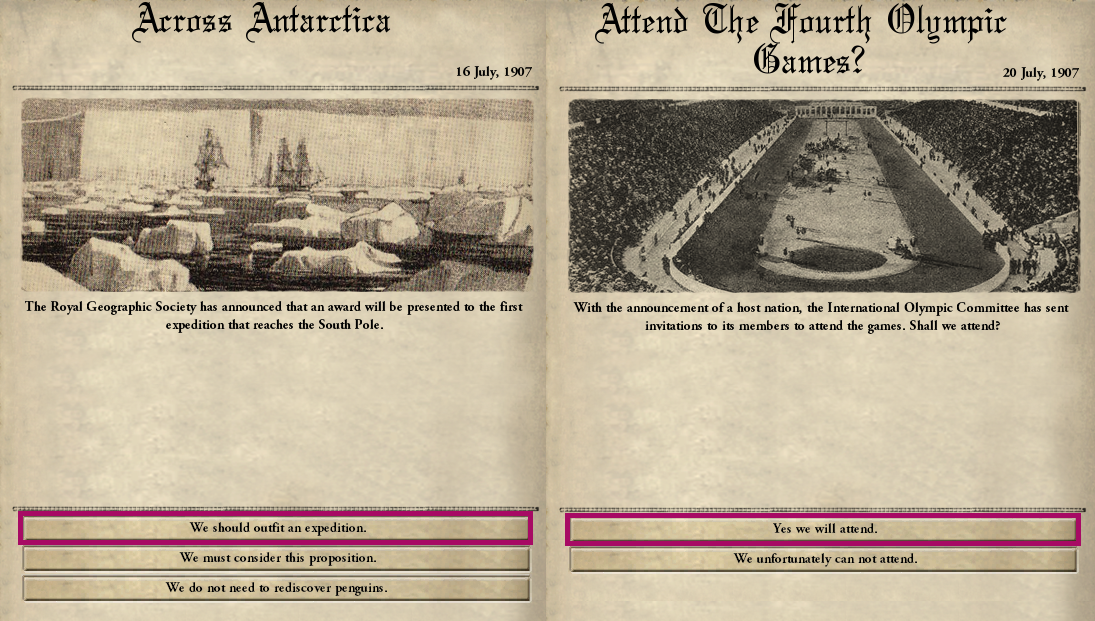 Across Antarctica
16 July, 1907
The Royal Geographic Society has announced that an award will be presented to the first
expedition that reaches the South Pole.
We should outfit an expedition.
We must consider this proposition.
We do not need to rediscover penguins.
Attend The Fourth Olympic
Games?
20 July, 1907
With the announcement of a host nation, the International Olympic Committee has sent
invitations to its members to attend the games. Shall we attend?
Yes we will attend.
We unfortunately can not attend.